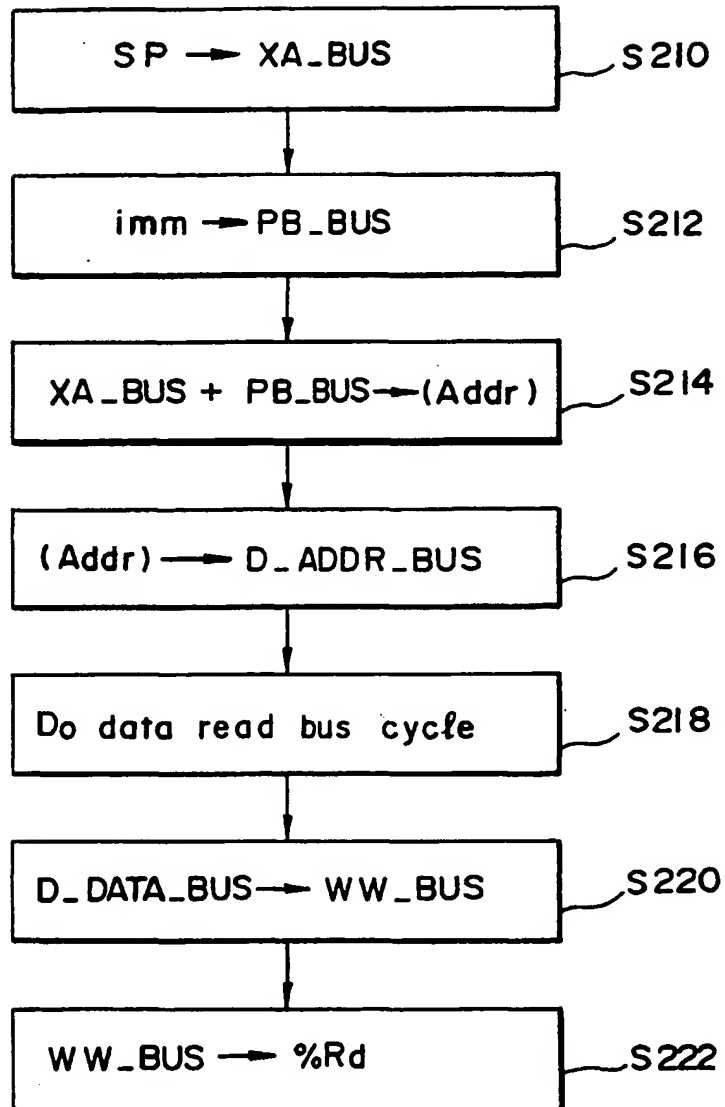 SP → XA_BUS S210
imm → PB_BUS S212
XA_BUS + PB_BUS → (Addr) S214
(Addr) → D_ADDR_BUS S216
Do data read bus cycle S218
D_DATA_BUS → WW_BUS S220
WW_BUS → %Rd S222